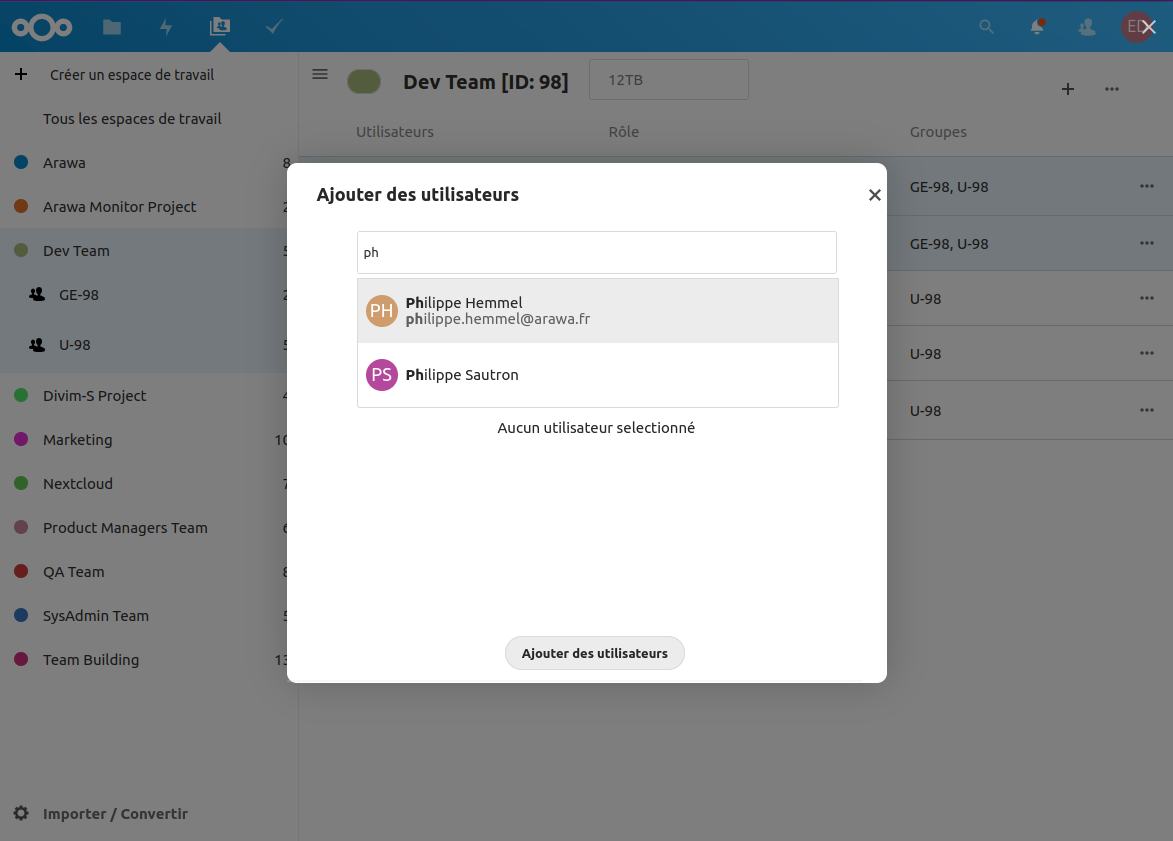 ED
Créer un espace de travail
Tous les espaces de travail
Arawa 8
Arawa Monitor Project 2
Dev Team 5
GE-98 2
U-98 5
Divim-S Project 4
Marketing 10
Nextcloud 7
Product Managers Team 6
QA Team 8
SysAdmin Team 5
Team Building 13
Importer / Convertir
Dev Team [ID: 98] 12TB
Utilisateurs Rôle Groupes
GE-98, U-98
GE-98, U-98
U-98
U-98
U-98
Ajouter des utilisateurs
ph
PH Philippe Hemmel
philippe.hemmel@arawa.fr
PS Philippe Sautron
Aucun utilisateur selectionné
Ajouter des utilisateurs